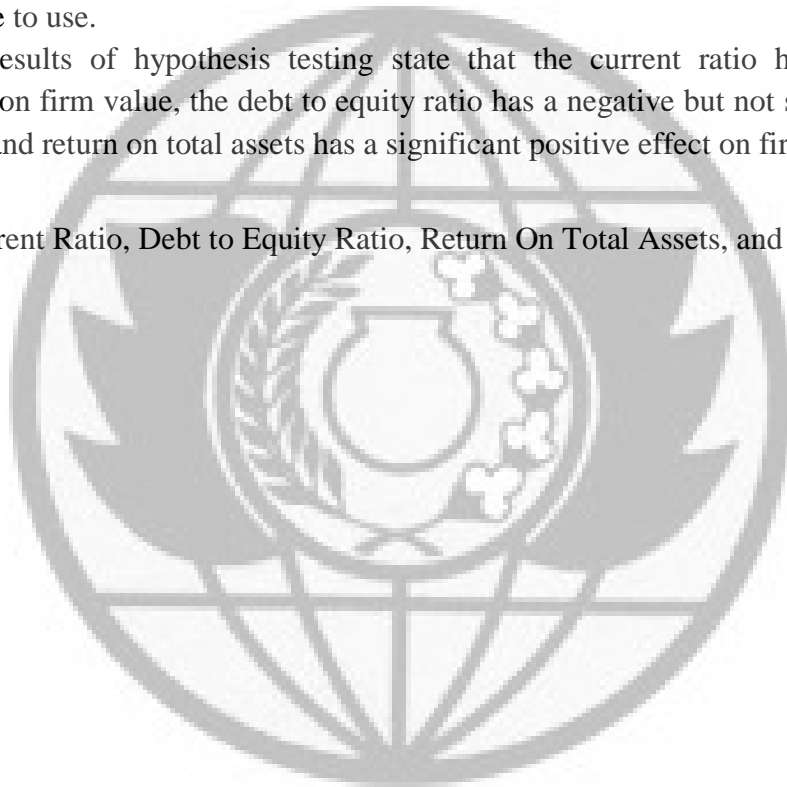 to use.
esults of hypothesis testing state that the current ratio h
on firm value, the debt to equity ratio has a negative but not s
nd return on total assets has a significant positive effect on fir
rent Ratio, Debt to Equity Ratio, Return On Total Assets, and